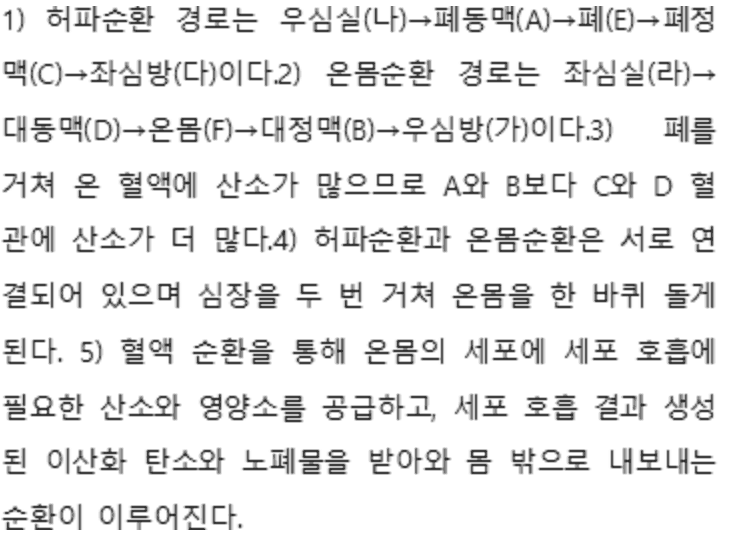 1) 허파순환 경로는 우심실(나)→폐동맥(A)→폐(E)→폐정
맥(C)→좌심방(다)이다.2) 온몸순환 경로는 좌심실(라)→
대동맥(D)→온몸(F)→대정맥(B)→우심방(가)이다.3) 폐를
거쳐 온 혈액에 산소가 많으므로 A와 B보다 C와 D 혈
관에 산소가 더 많다.4) 허파순환과 온몸순환은 서로 연
결되어 있으며 심장을 두 번 거쳐 온몸을 한 바퀴 돌게
된다. 5) 혈액 순환을 통해 온몸의 세포에 세포 호흡에
필요한 산소와 영양소를 공급하고, 세포 호흡 결과 생성
된 이산화 탄소와 노폐물을 받아와 몸 밖으로 내보내는
순환이 이루어진다.